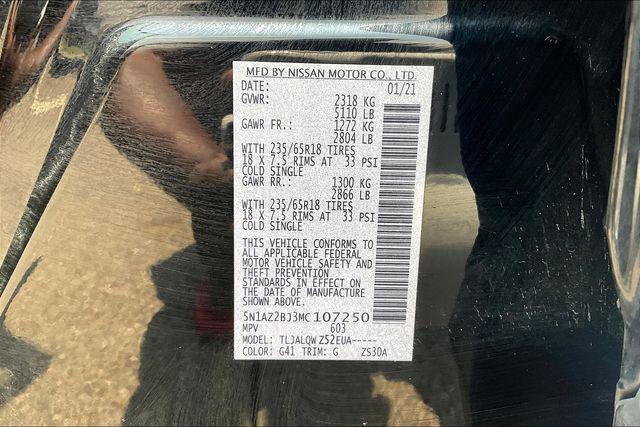 MFD BY NISSAN MOTOR CO., LTD.
DATE: 01/21
GVWR: 2318 KG
5110 LB
GAWR FR.: 1272 KG
2804 LB
WITH 235/65R18 TIRES
18 X 7.5 RIMS AT 33 PSI
COLD SINGLE
GAWR RR.: 1300 KG
2866 LB
WITH 235/65R18 TIRES
18 X 7.5 RIMS AT 33 PSI
COLD SINGLE
THIS VEHICLE CONFORMS TO
ALL APPLICABLE FEDERAL
MOTOR VEHICLE SAFETY AND
THEFT PREVENTION
STANDARDS IN EFFECT ON
THE DATE OF MANUFACTURE
SHOWN ABOVE.
5N1AZ2BJ3MC107250
MPV 603
MODEL: TLJALQWZS2EUA-----
COLOR: G41 TRIM: G ZS30A